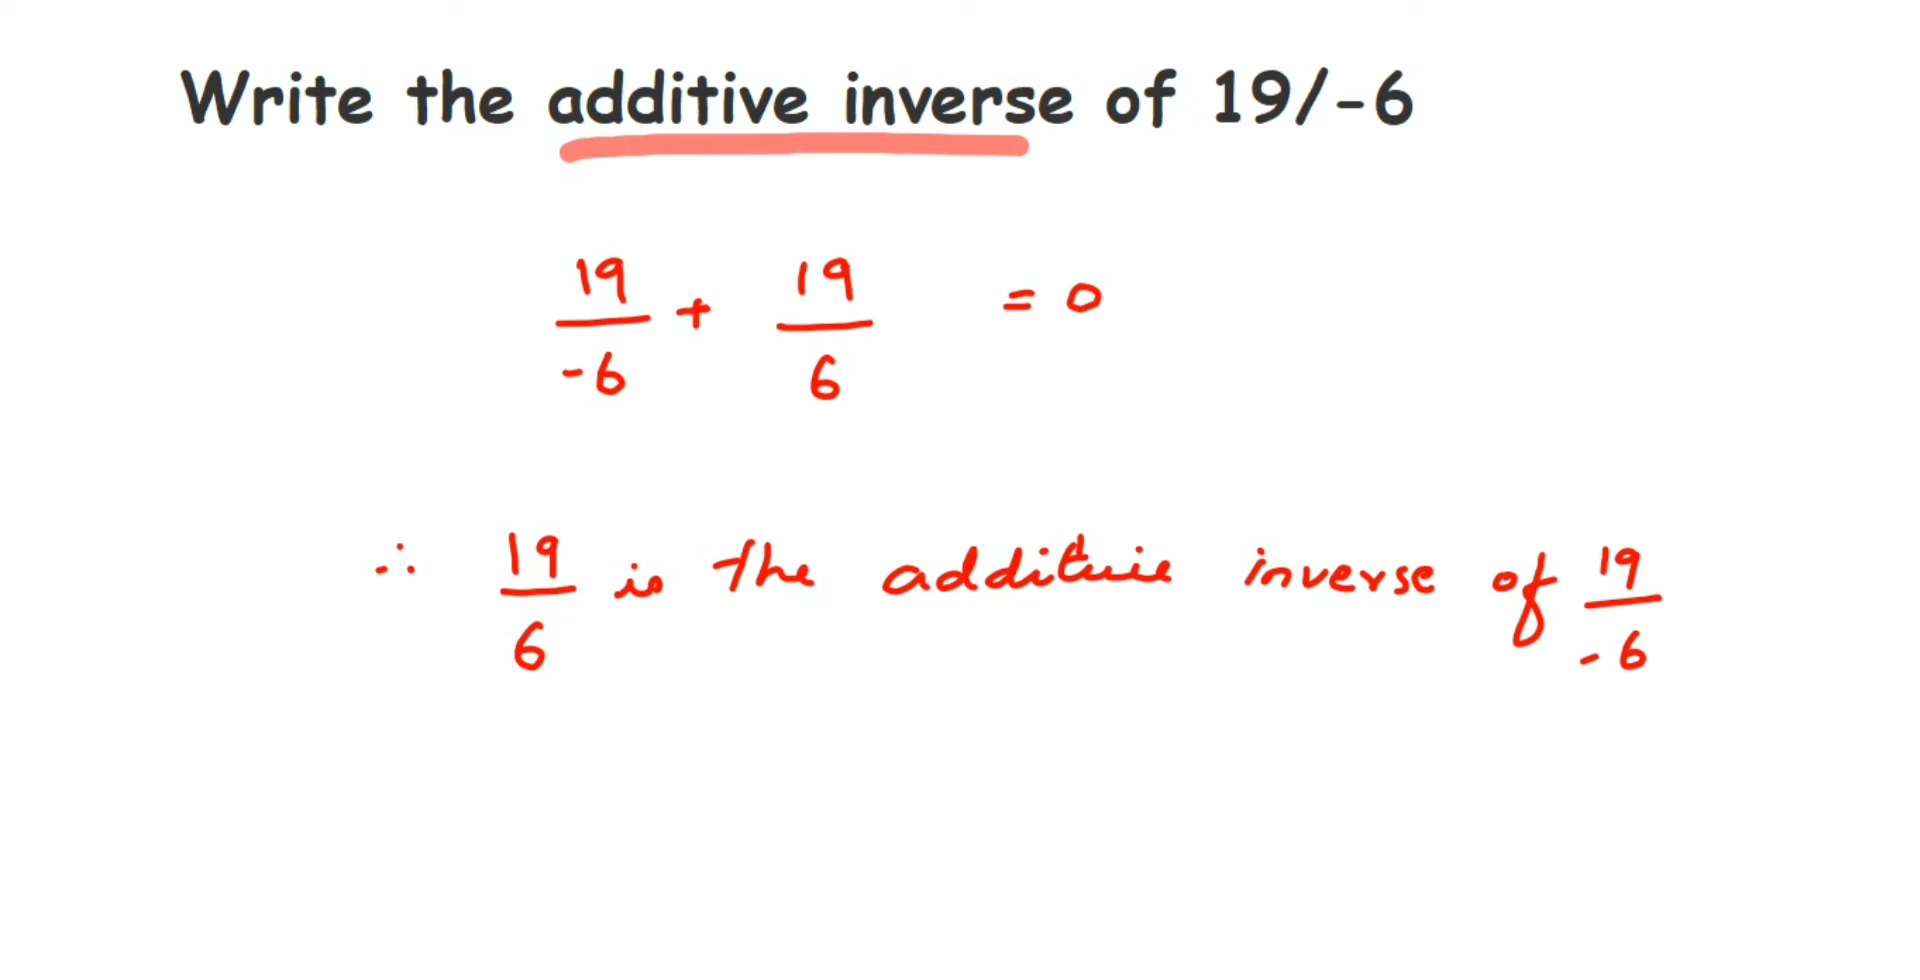 Write the additive inverse of 19/-6
19/-6 + 19/6 = 0
∴ 19/6 is the additive inverse of 19/-6